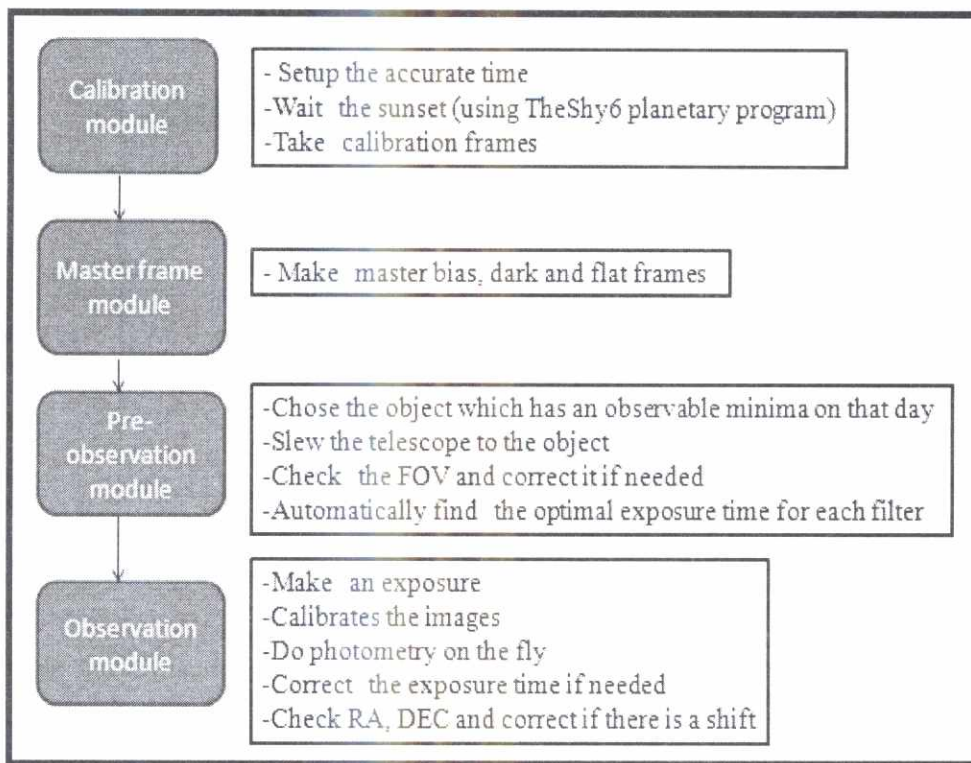 Calibration
module
- Setup the accurate time
-Wait the sunset (using TheShy6 planetary program)
-Take calibration frames
Master frame
module
- Make master bias, dark and flat frames
Pre-
observation
module
-Chose the object which has an observable minima on that day
-Slew the telescope to the object
-Check the FOV and correct it if needed
-Automatically find the optimal exposure time for each filter
Observation
module
-Make an exposure
-Calibrates the images
-Do photometry on the fly
-Correct the exposure time if needed
-Check RA, DEC and correct if there is a shift